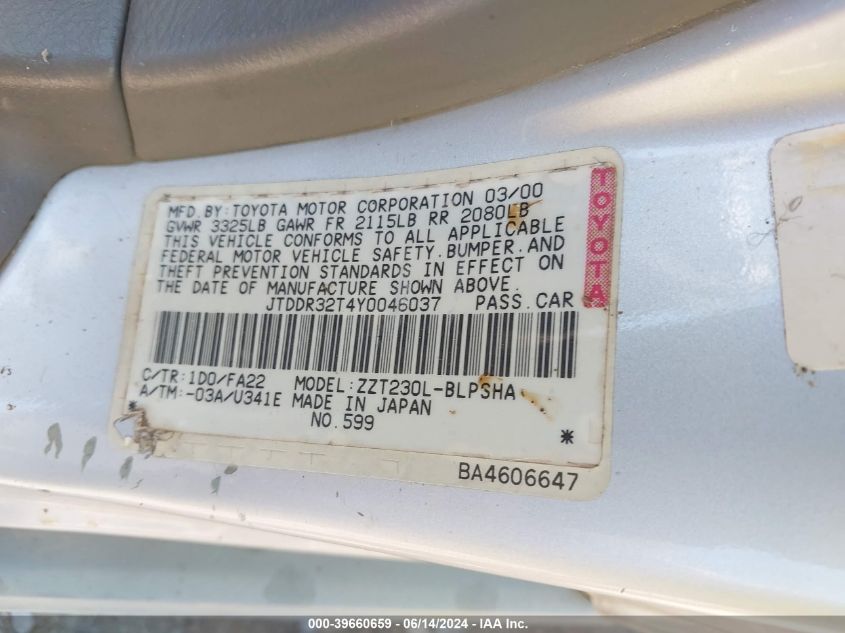 MFD.BY:TOYOTA MOTOR CORPORATION 03/00
GVWR 3325LB GAWR FR 2115LB RR 2080LB
THIS VEHICLE CONFORMS TO ALL APPLICABLE
FEDERAL MOTOR VEHICLE SAFETY,BUMPER,AND
THEFT PREVENTION STANDARDS IN EFFECT ON
THE DATE OF MANUFACTURE SHOWN ABOVE.
JTDDR32T4Y0046037 PASS.CAR
TOYOTA
C/TR:1D0/FA22 MODEL:ZZT230L-BLPSHA
A/TM:-03A/U341E MADE IN JAPAN
* NO.599 *
BA4606647
000-39660659 - 06/14/2024 - IAA Inc.